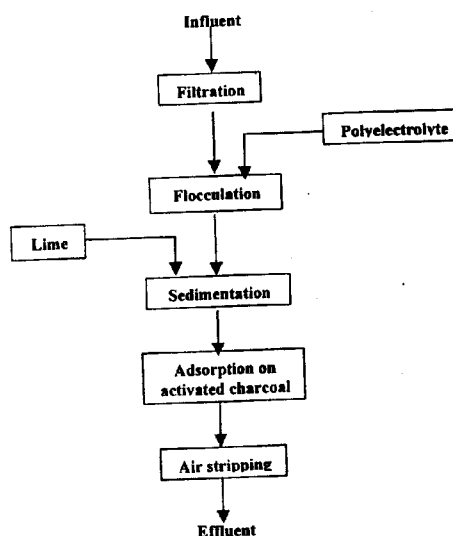 Influent
Filtration
Polyelectrolyte
Flocculation
Lime
Sedimentation
Adsorption on
activated charcoal
Air stripping
Effluent